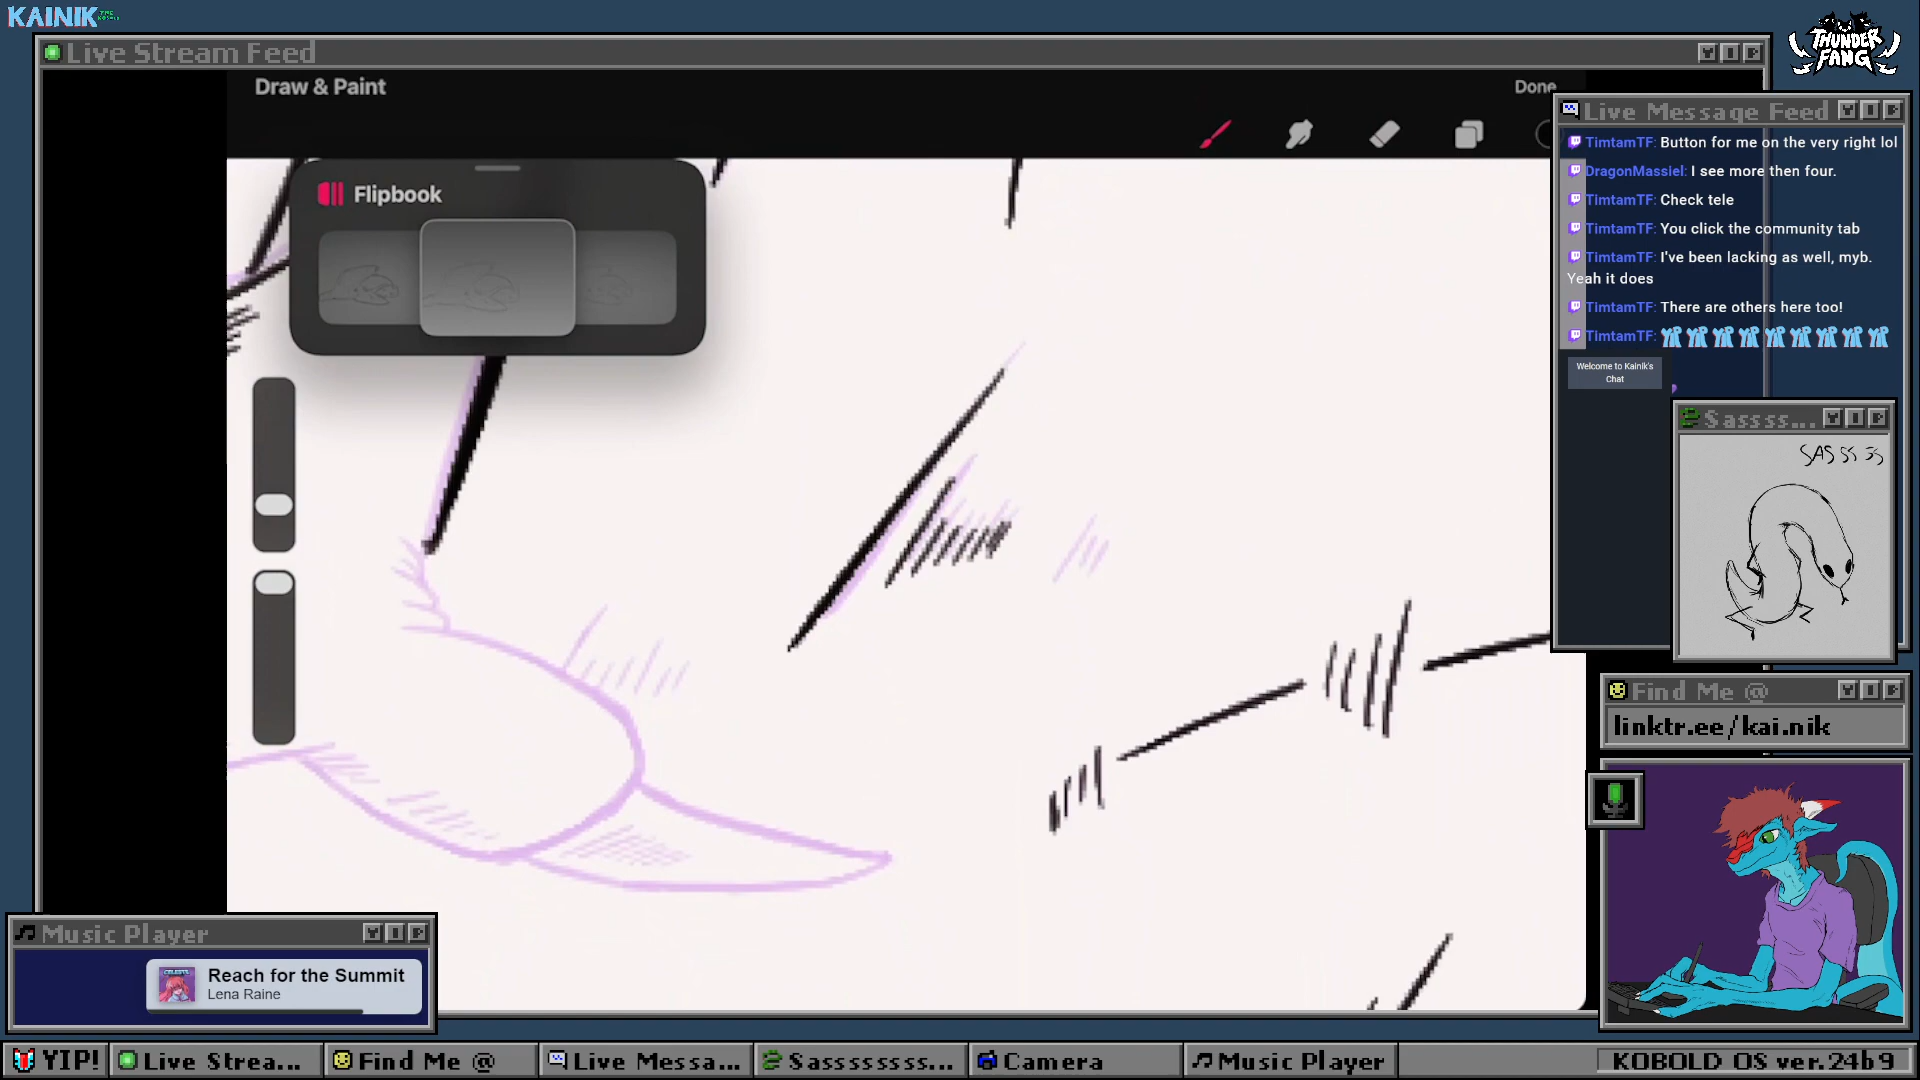 KAINIK
THUNDER
FANG
Live Stream Feed
Draw & Paint
Done
Flipbook
Live Message Feed
TimtamTF: Button for me on the very right lol
DragonMassiel: I see more then four.
TimtamTF: Check tele
TimtamTF: You click the community tab
TimtamTF: I've been lacking as well, myb.
Yeah it does
TimtamTF: There are others here too!
TimtamTF:
Welcome to Kainik's
Chat
Sassss...
SASSSSS
Find Me @
linktr.ee/kai.nik
Music Player
CELESTE
Reach for the Summit
Lena Raine
YIP!
Live Strea...
Find Me @
Live Messa...
Sasssssssss...
Camera
Music Player
KOBOLD OS ver.24b9